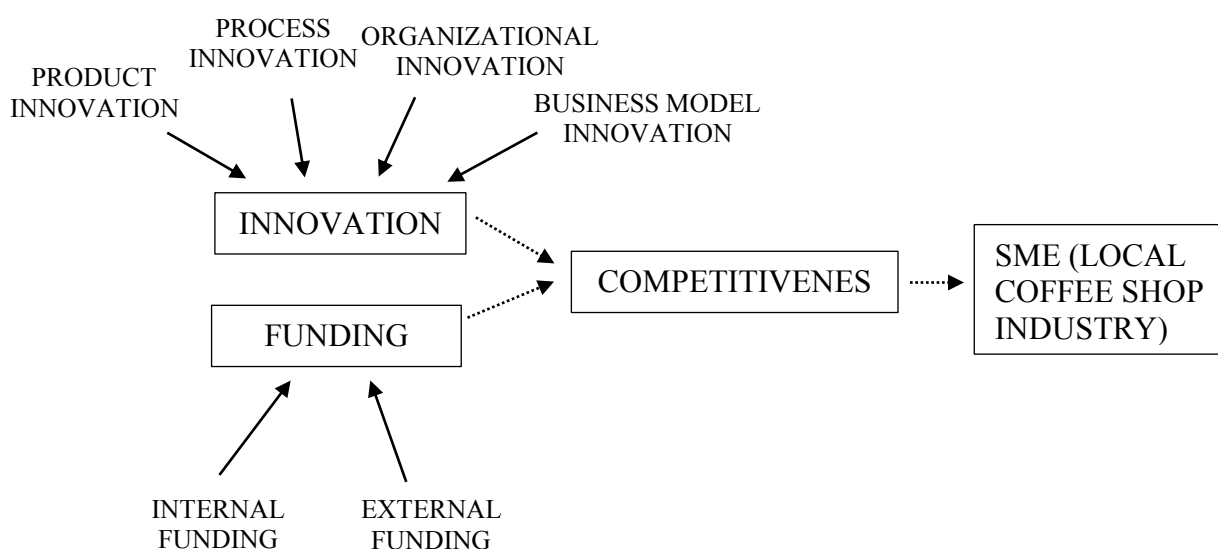 PROCESS
INNOVATION
ORGANIZATIONAL
INNOVATION
PRODUCT
INNOVATION
BUSINESS MODEL
INNOVATION
INNOVATION
FUNDING
COMPETITIVENES
SME (LOCAL
COFFEE SHOP
INDUSTRY)
INTERNAL
FUNDING
EXTERNAL
FUNDING